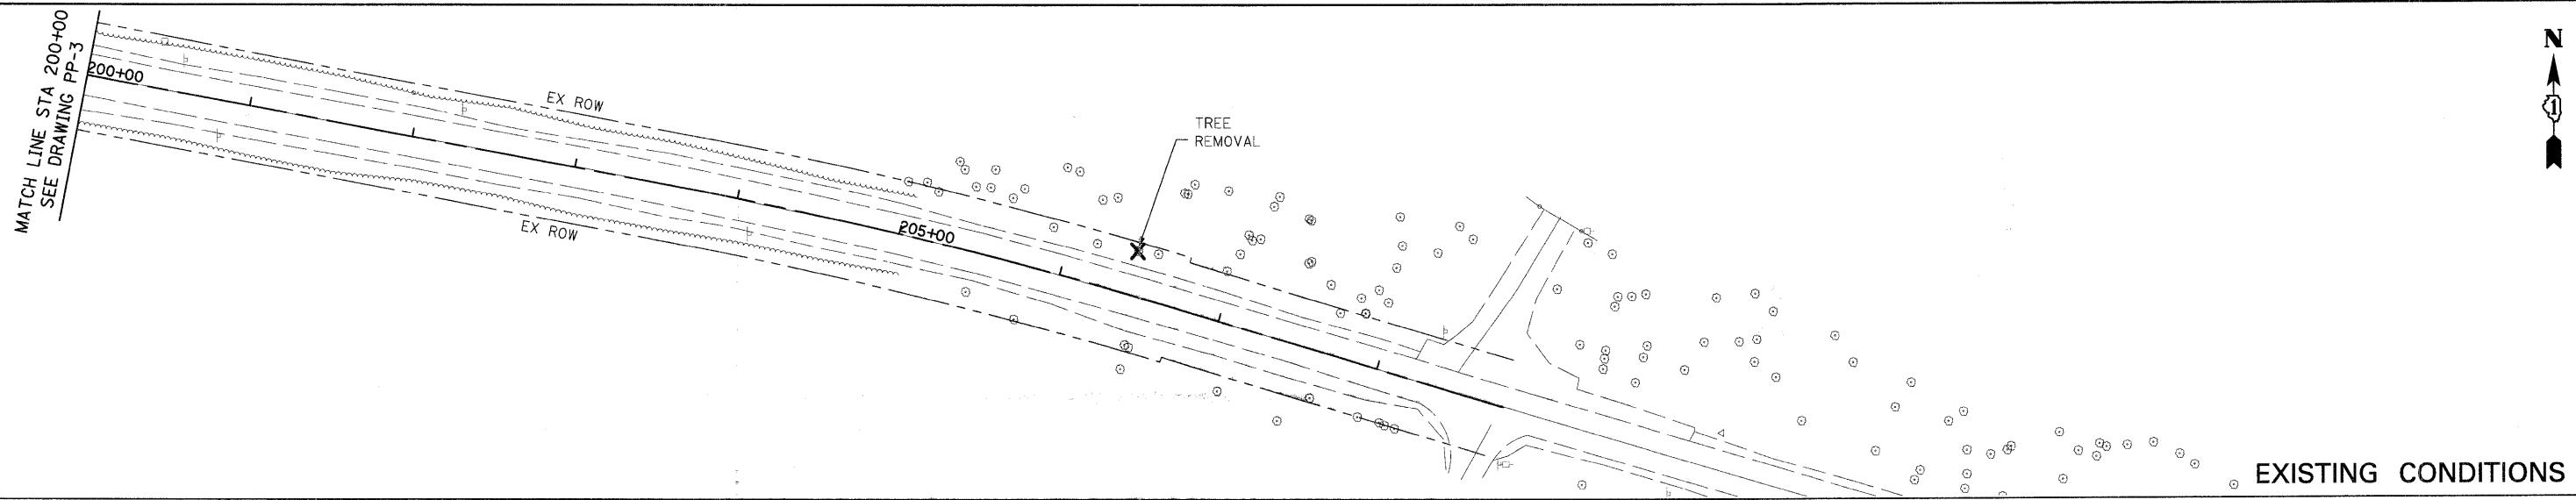 MATCH LINE STA 200+00
SEE DRAWING PP-3
200+00
EX ROW
EX ROW
205+00
TREE
REMOVAL
N
1
EXISTING CONDITIONS